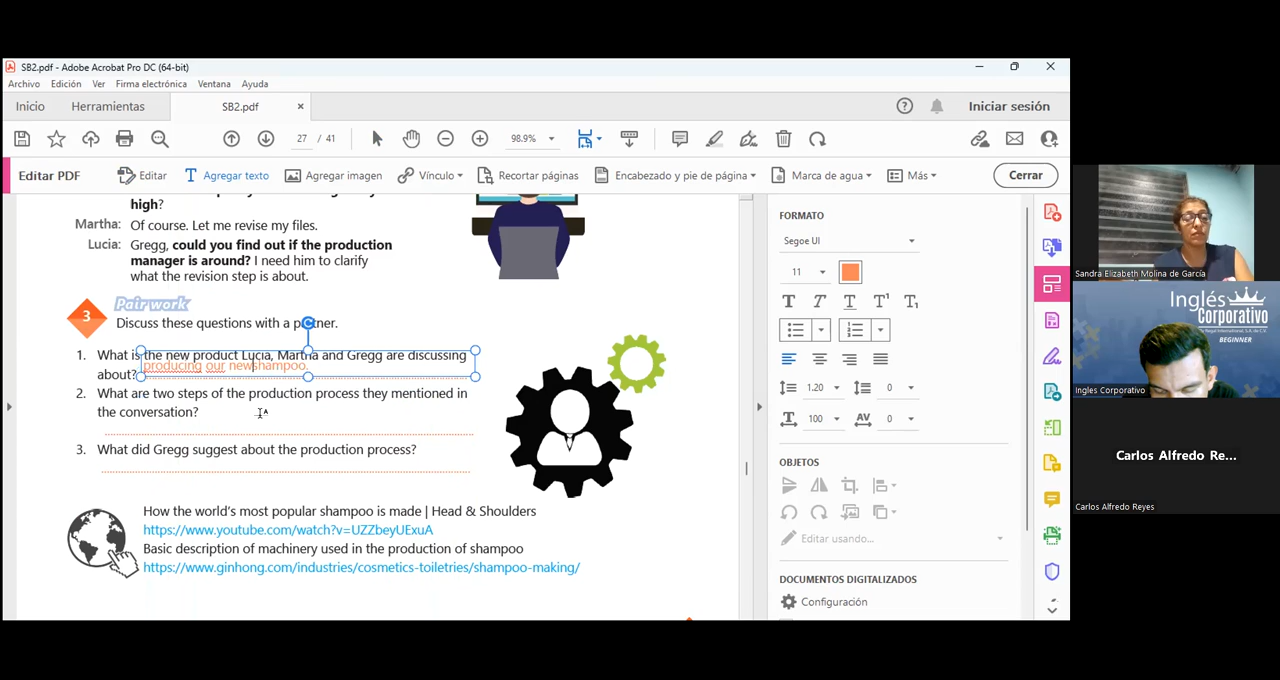 SB2.pdf - Adobe Acrobat Pro DC (64-bit)
Archivo Edición Ver Firma electrónica Ventana Ayuda
Inicio Herramientas SB2.pdf × Iniciar sesión
27 / 41 98.9%
Editar PDF Editar Agregar texto Agregar imagen Vínculo Recortar páginas Encabezado y pie de página Marca de agua Más Cerrar
high?
Martha: Of course. Let me revise my files.
Lucia: Gregg, could you find out if the production
manager is around? I need him to clarify
what the revision step is about.
3 Pair work
Discuss these questions with a partner.
1. What is the new product Lucia, Martha and Gregg are discussing
about? producing our newshampoo.
2. What are two steps of the production process they mentioned in
the conversation?
3. What did Gregg suggest about the production process?
How the world's most popular shampoo is made | Head & Shoulders
https://www.youtube.com/watch?v=UZZbeyUExuA
Basic description of machinery used in the production of shampoo
https://www.ginhong.com/industries/cosmetics-toiletries/shampoo-making/
FORMATO
Segoe UI
11
T T T T¹ T₁
1.20 0
100 AV 0
OBJETOS
Editar usando...
DOCUMENTOS DIGITALIZADOS
Configuración
Sandra Elizabeth Molina de García
Inglés
Corporativo
BEGINNER
Ingles Corporativo
Carlos Alfredo Re...
Carlos Alfredo Reyes